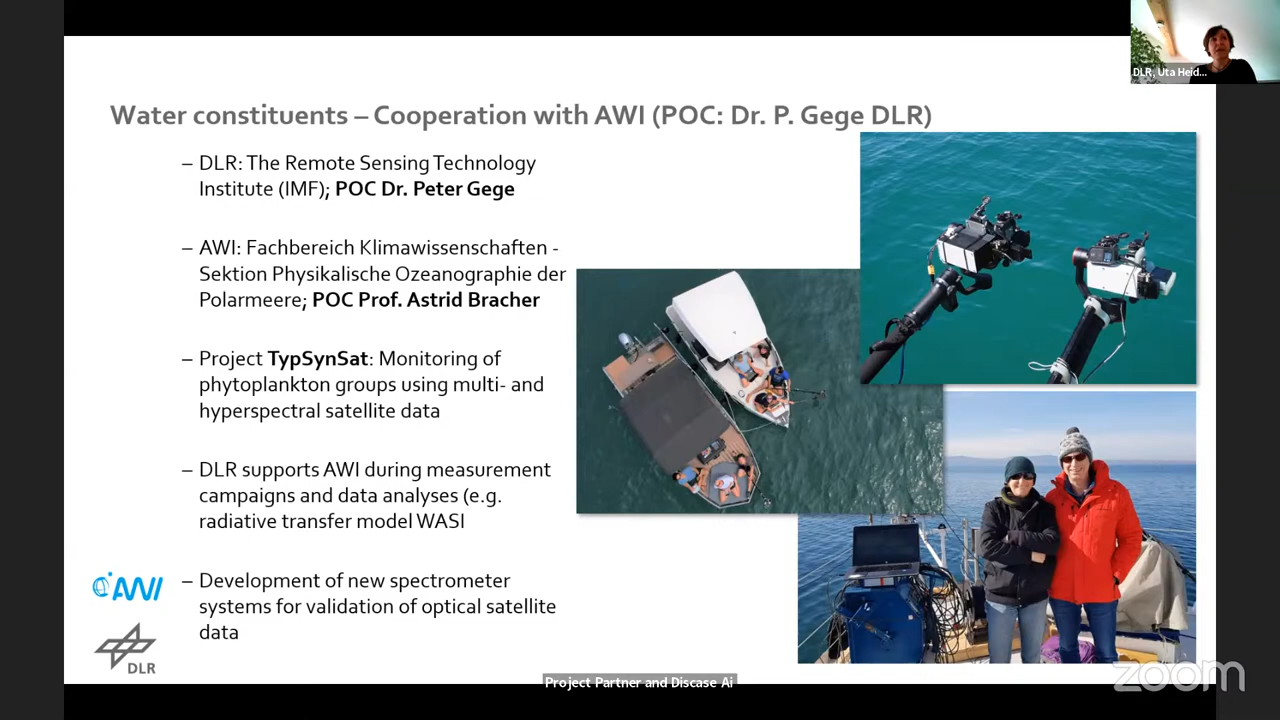 DLR, Uta Heid...
Water constituents – Cooperation with AWI (POC: Dr. P. Gege DLR)
– DLR: The Remote Sensing Technology
Institute (IMF); POC Dr. Peter Gege
– AWI: Fachbereich Klimawissenschaften -
Sektion Physikalische Ozeanographie der
Polarmeere; POC Prof. Astrid Bracher
– Project TypSynSat: Monitoring of
phytoplankton groups using multi- and
hyperspectral satellite data
– DLR supports AWI during measurement
campaigns and data analyses (e.g.
radiative transfer model WASI
– Development of new spectrometer
systems for validation of optical satellite
data
AWI
DLR
Project Partner and Discase Ai
zoom